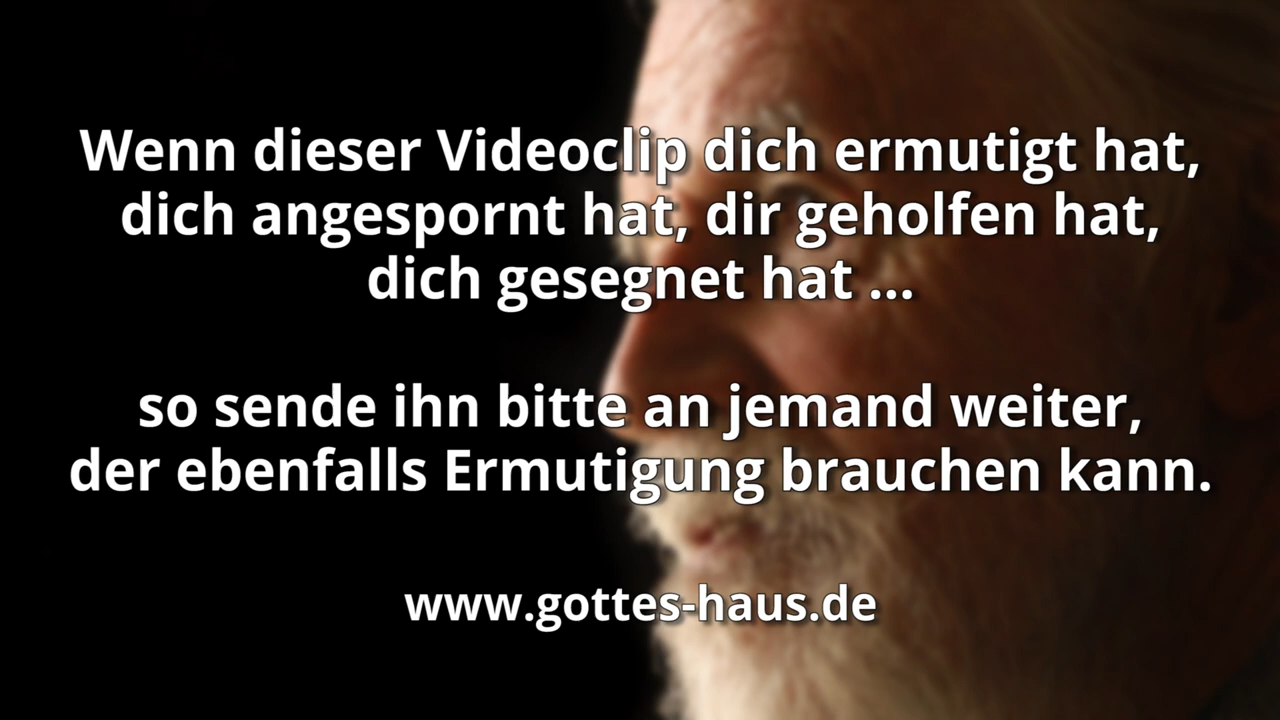 Wenn dieser Videoclip dich ermutigt hat,
dich angespornt hat, dir geholfen hat,
dich gesegnet hat ...
so sende ihn bitte an jemand weiter,
der ebenfalls Ermutigung brauchen kann.
www.gottes-haus.de